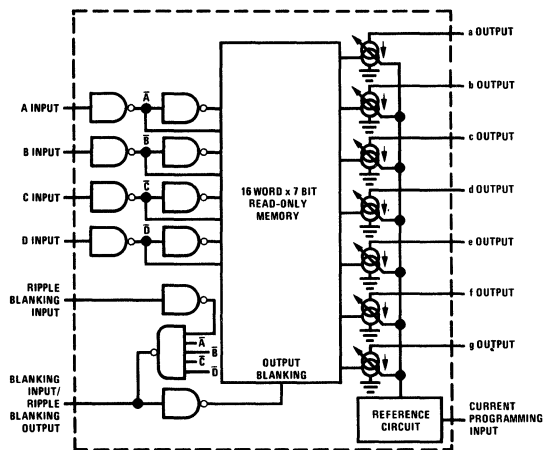 a OUTPUT
b OUTPUT
c OUTPUT
d OUTPUT
e OUTPUT
f OUTPUT
g OUTPUT
A INPUT
B INPUT
C INPUT
D INPUT
A̅
B̅
C̅
D̅
16 WORD x 7 BIT
READ-ONLY
MEMORY
RIPPLE
BLANKING
INPUT
A̅
B̅
C̅
D̅
OUTPUT
BLANKING
BLANKING
INPUT/
RIPPLE
BLANKING
OUTPUT
REFERENCE
CIRCUIT
CURRENT
PROGRAMMING
INPUT